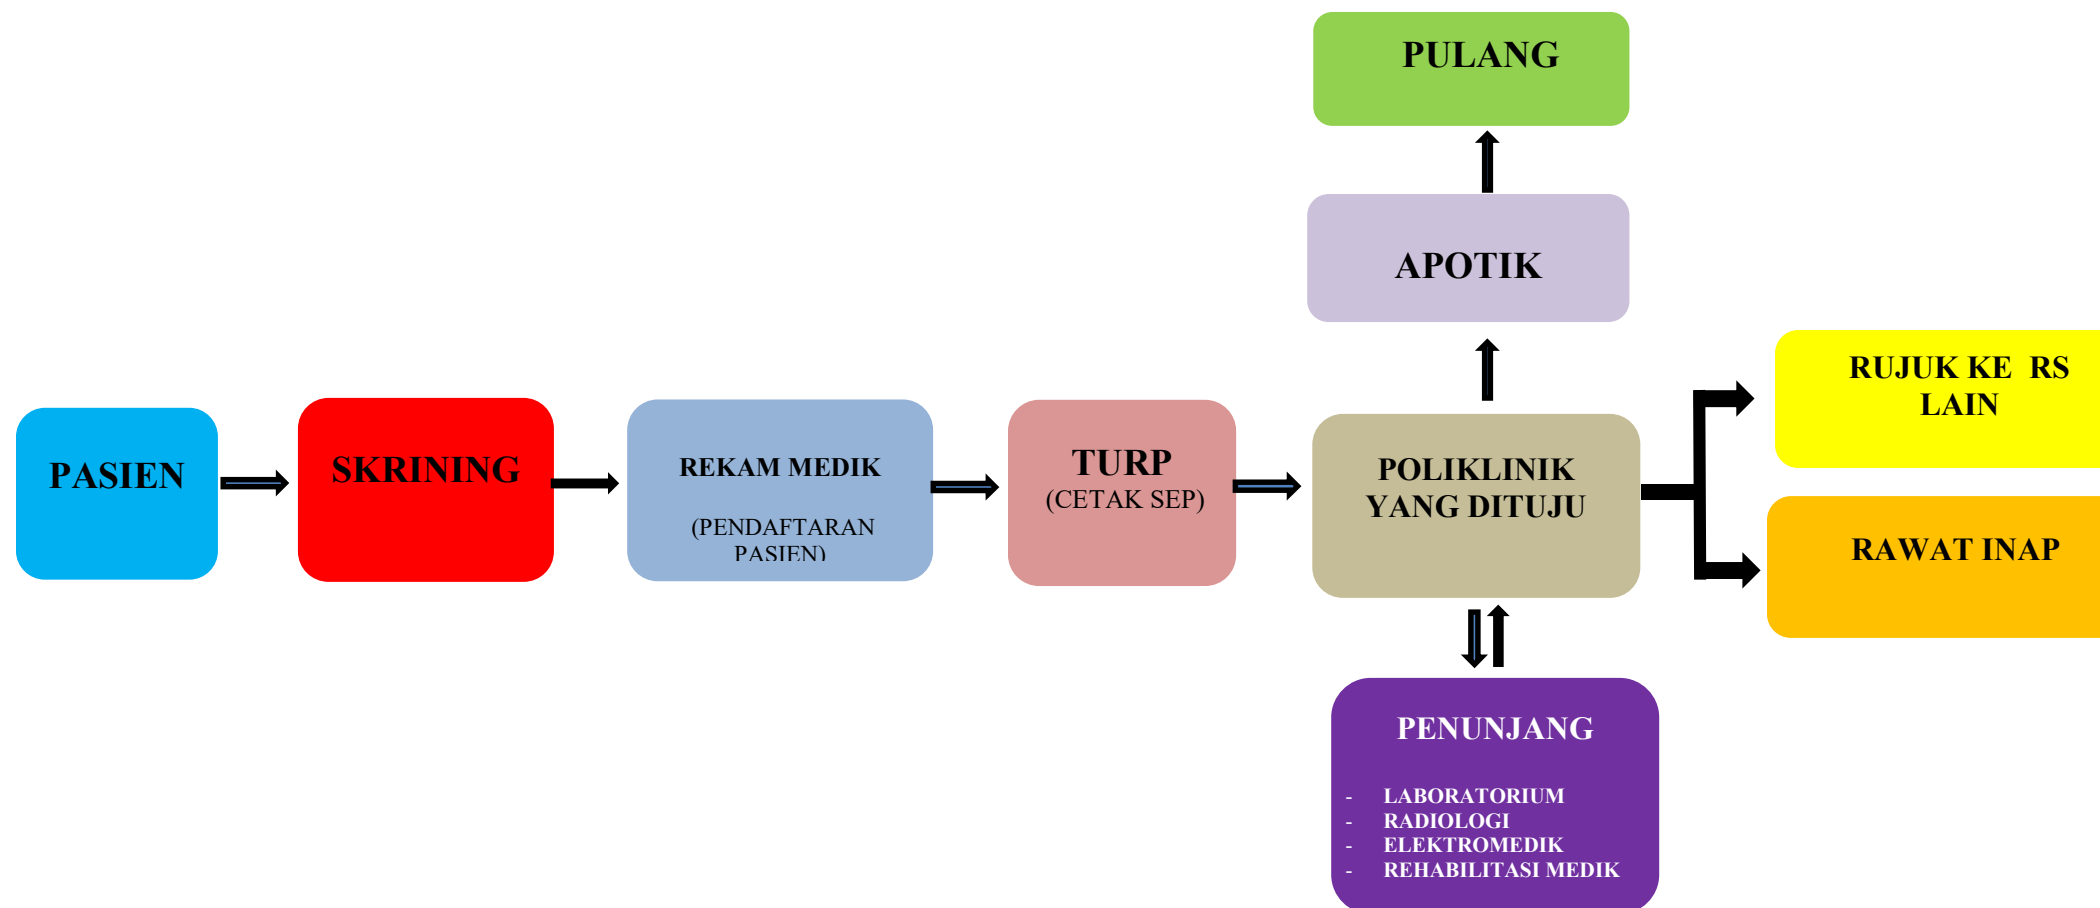 PULANG
APOTIK
RUJUK KE RS
LAIN
PASIEN
SKRINING
REKAM MEDIK
(PENDAFTARAN
PASIEN)
TURP
(CETAK SEP)
POLIKLINIK
YANG DITUJU
RAWAT INAP
PENUNJANG
- LABORATORIUM
- RADIOLOGI
- ELEKTROMEDIK
- REHABILITASI MEDIK